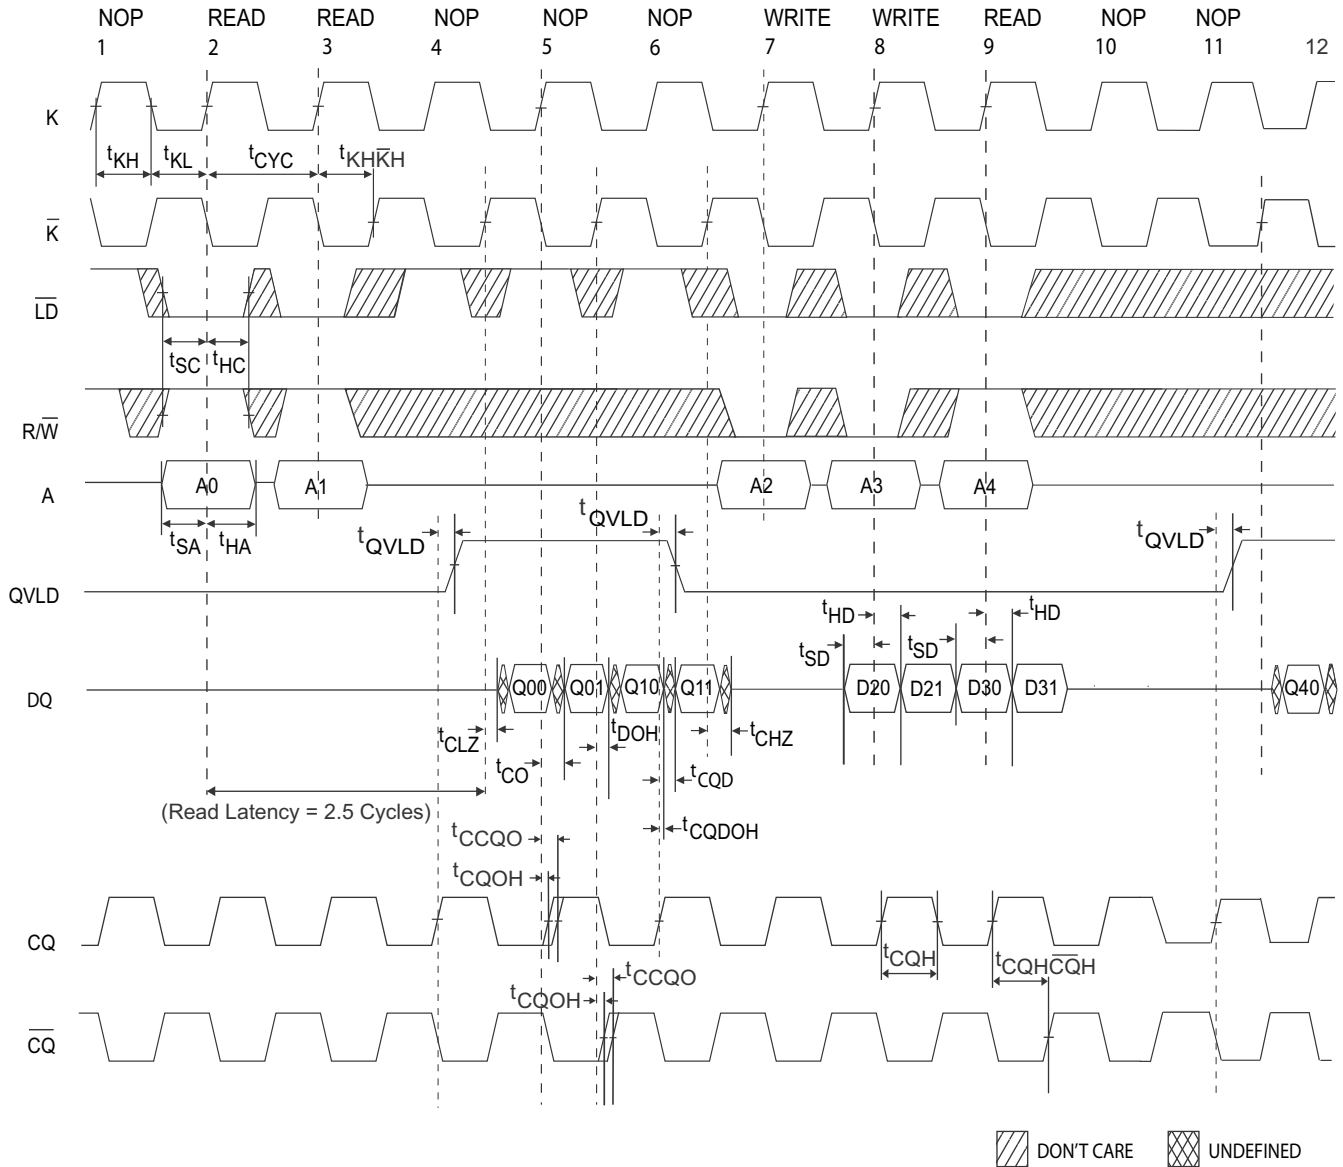 NOP READ READ NOP NOP NOP WRITE WRITE READ NOP NOP
1 2 3 4 5 6 7 8 9 10 11 12
K
tKH tKL tCYC tKHK̅H
K̅
L̅D̅
tSC tHC
R/W̅
A A0 A1 A2 A3 A4
tSA tHA tQVLD tQVLD tQVLD
QVLD
tHD tHD
tSD tSD
DQ Q00 Q01 Q10 Q11 D20 D21 D30 D31 Q40
tCLZ tDOH tCHZ
tCO tCQD
(Read Latency = 2.5 Cycles)
tCQDOH
tCCQO
tCQOH
CQ
tCQH tCQHC̅Q̅H
tCCQO
tCQOH
C̅Q̅
DON'T CARE UNDEFINED